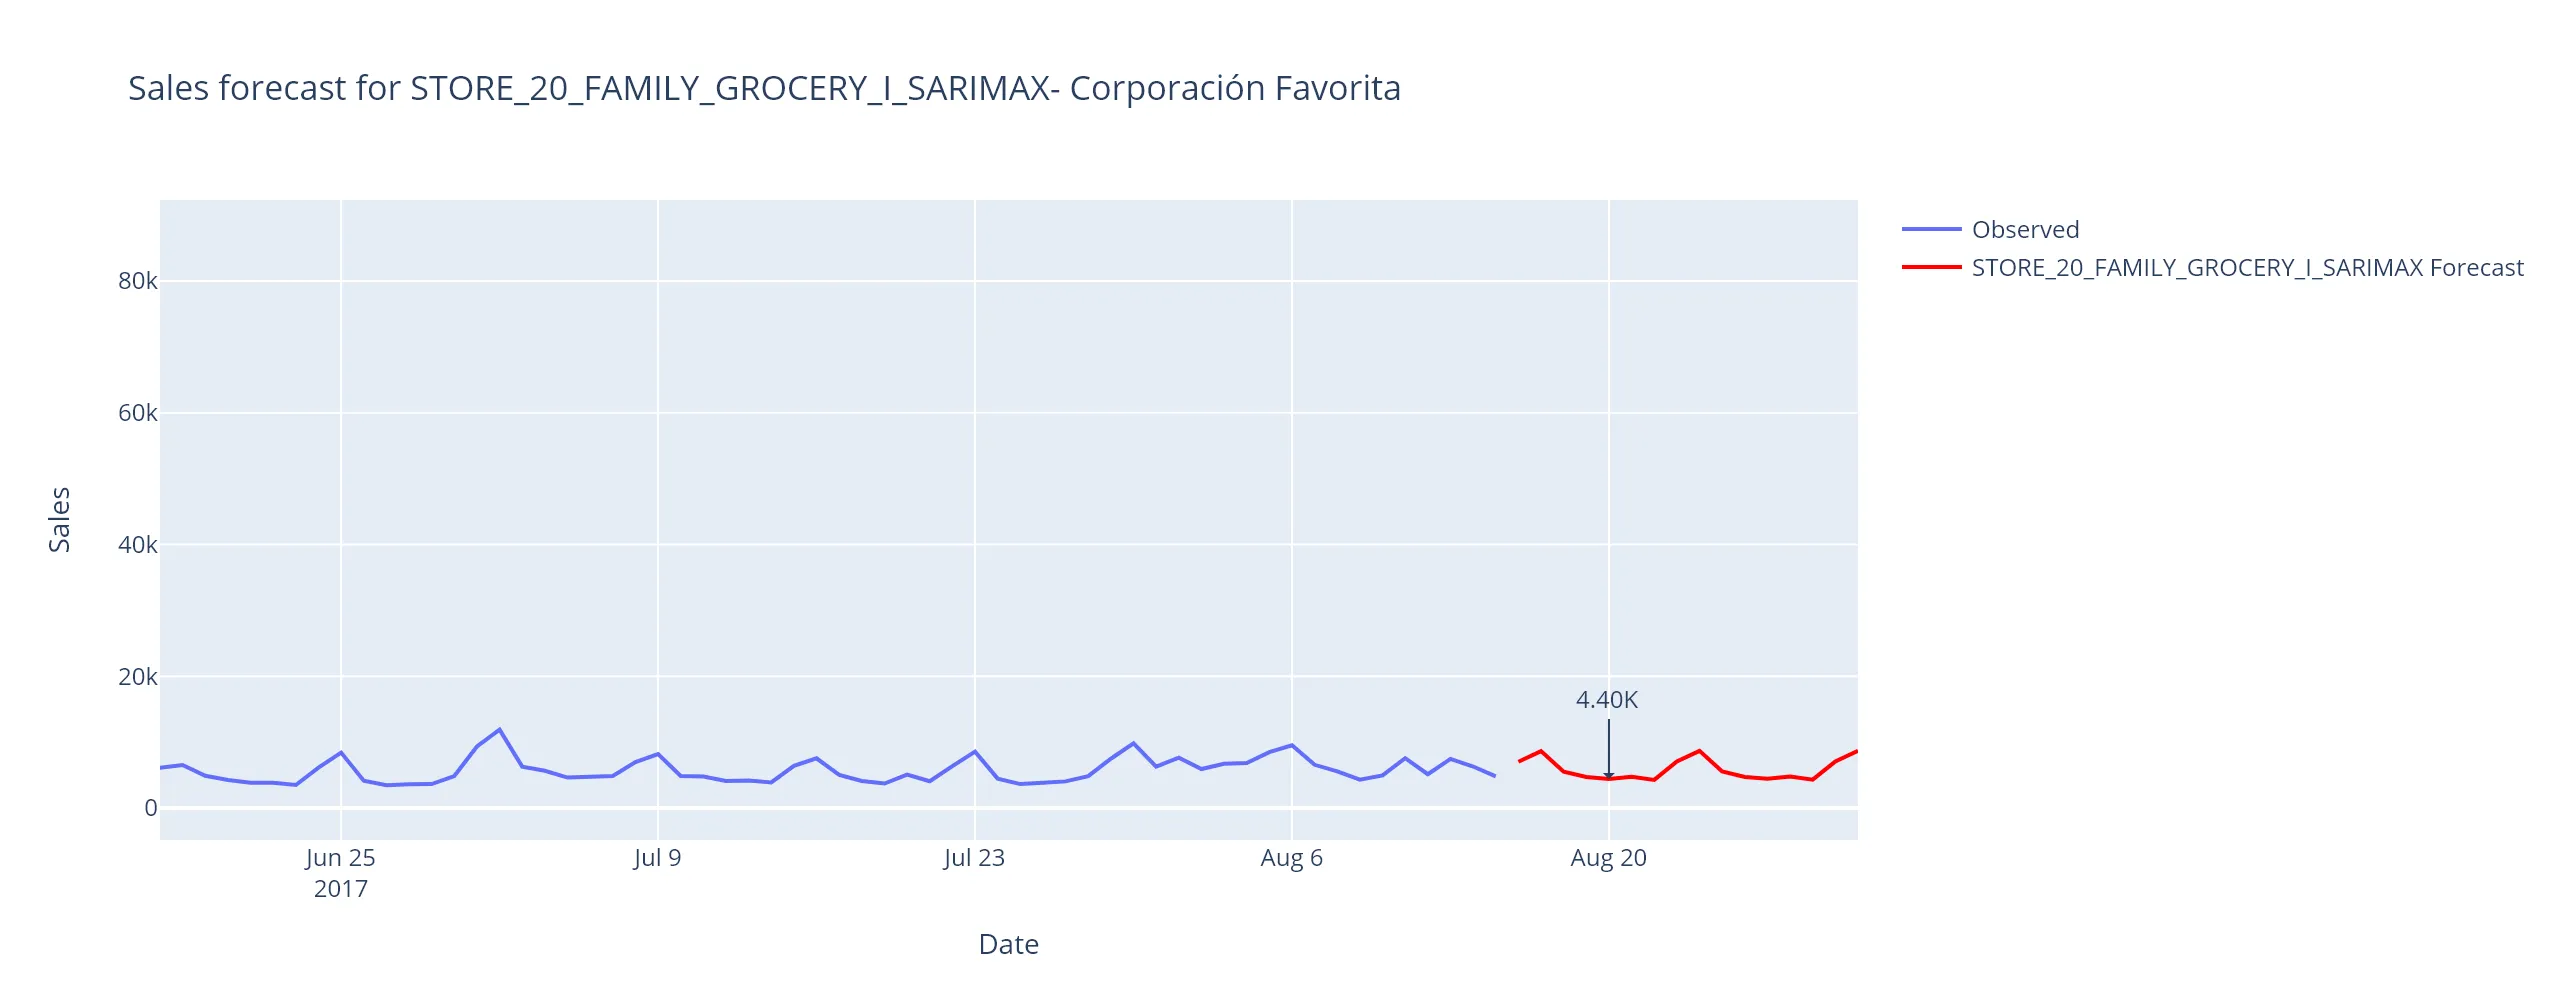 Sales forecast for STORE_20_FAMILY_GROCERY_I_SARIMAX- Corporación Favorita
Observed
STORE_20_FAMILY_GROCERY_I_SARIMAX Forecast
80k
60k
40k
20k
0
Sales
4.40K
Jun 25
2017
Jul 9
Jul 23
Aug 6
Aug 20
Date